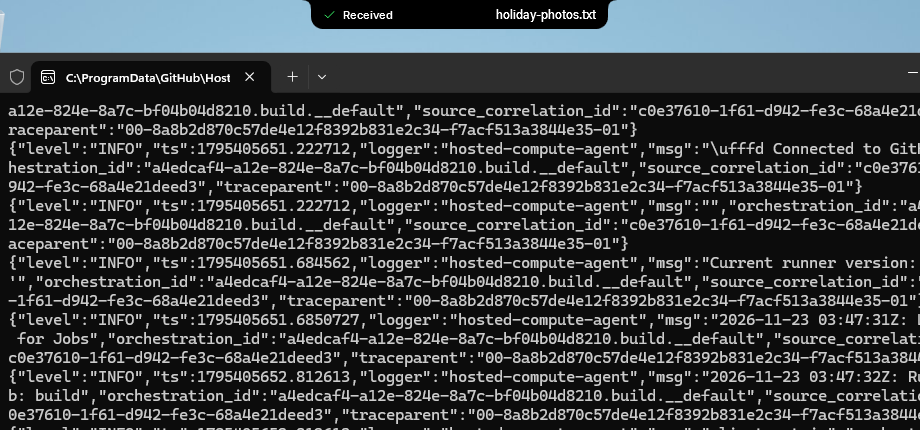 Received holiday-photos.txt
C:\ProgramData\GitHub\Host
a12e-824e-8a7c-bf04b04d8210.build.__default","source_correlation_id":"c0e37610-1f61-d942-fe3c-68a4e21d
raceparent":"00-8a8b2d870c57de4e12f8392b831e2c34-f7acf513a3844e35-01"}
{"level":"INFO","ts":1795405651.222712,"logger":"hosted-compute-agent","msg":"\ufffd Connected to GitH
hestration_id":"a4edcaf4-a12e-824e-8a7c-bf04b04d8210.build.__default","source_correlation_id":"c0e376
942-fe3c-68a4e21deed3","traceparent":"00-8a8b2d870c57de4e12f8392b831e2c34-f7acf513a3844e35-01"}
{"level":"INFO","ts":1795405651.222712,"logger":"hosted-compute-agent","msg":"","orchestration_id":"a4
12e-824e-8a7c-bf04b04d8210.build.__default","source_correlation_id":"c0e37610-1f61-d942-fe3c-68a4e21de
aceparent":"00-8a8b2d870c57de4e12f8392b831e2c34-f7acf513a3844e35-01"}
{"level":"INFO","ts":1795405651.684562,"logger":"hosted-compute-agent","msg":"Current runner version:
'","orchestration_id":"a4edcaf4-a12e-824e-8a7c-bf04b04d8210.build.__default","source_correlation_id":
-1f61-d942-fe3c-68a4e21deed3","traceparent":"00-8a8b2d870c57de4e12f8392b831e2c34-f7acf513a3844e35-01"
{"level":"INFO","ts":1795405651.6850727,"logger":"hosted-compute-agent","msg":"2026-11-23 03:47:31Z:
for Jobs","orchestration_id":"a4edcaf4-a12e-824e-8a7c-bf04b04d8210.build.__default","source_correlati
c0e37610-1f61-d942-fe3c-68a4e21deed3","traceparent":"00-8a8b2d870c57de4e12f8392b831e2c34-f7acf513a3844
{"level":"INFO","ts":1795405652.812613,"logger":"hosted-compute-agent","msg":"2026-11-23 03:47:32Z: Ru
b: build","orchestration_id":"a4edcaf4-a12e-824e-8a7c-bf04b04d8210.build.__default","source_correlatio
0e37610-1f61-d942-fe3c-68a4e21deed3","traceparent":"00-8a8b2d870c57de4e12f8392b831e2c34-f7acf513a3844